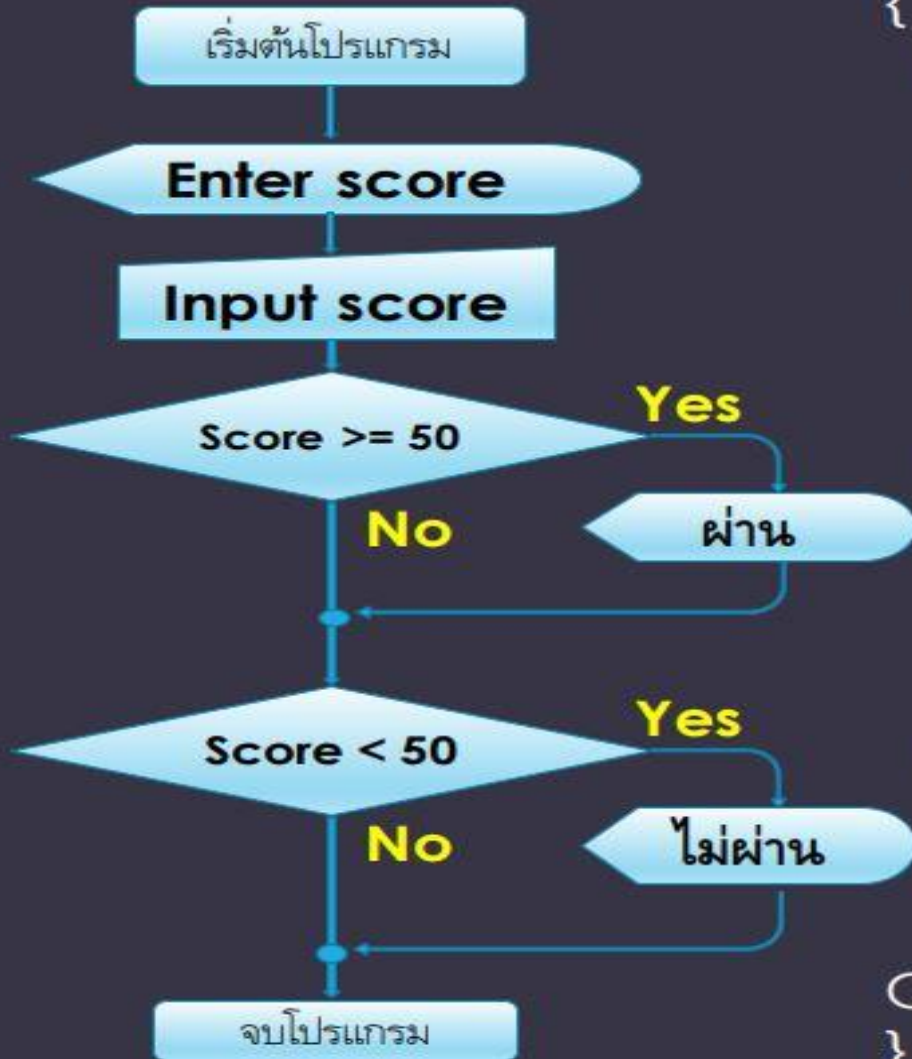 {
เริ่มต้นโปรแกรม
Enter score
Input score
Score >= 50
Yes
No
ผ่าน
Score < 50
Yes
No
ไม่ผ่าน
จบโปรแกรม
}